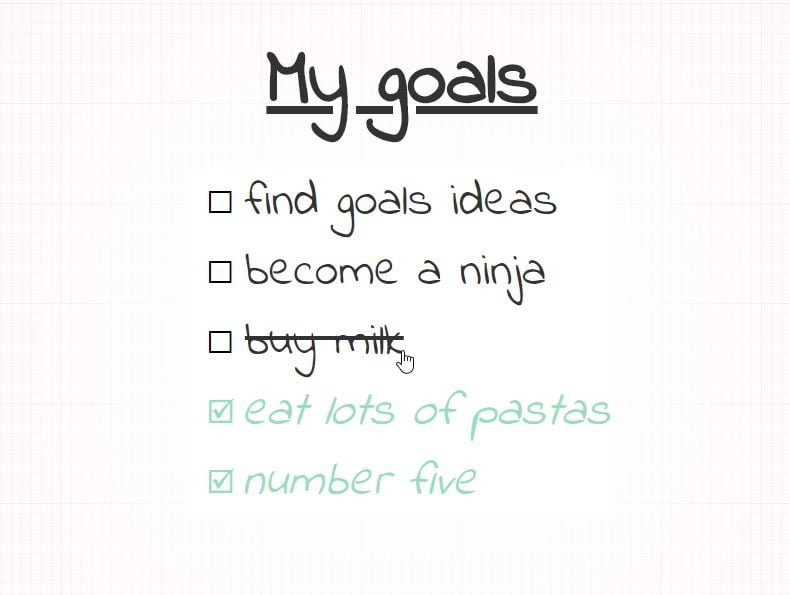 My goals
find goals ideas
become a ninja
buy milk
eat lots of pastas
number five